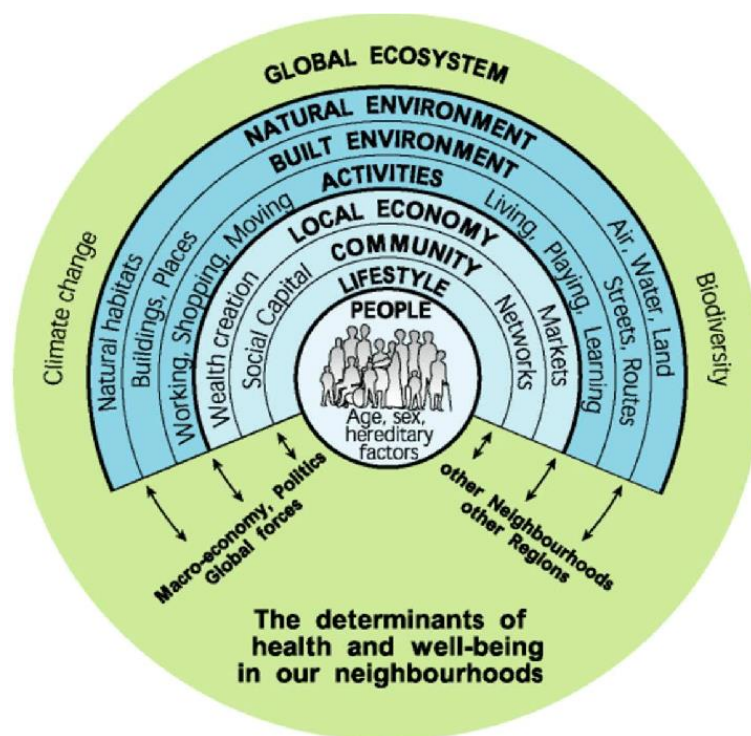 GLOBAL ECOSYSTEM
NATURAL ENVIRONMENT
BUILT ENVIRONMENT
ACTIVITIES
LOCAL ECONOMY
COMMUNITY
LIFESTYLE
PEOPLE
Age, sex,
hereditary
factors
Climate change
Natural habitats
Buildings, Places
Working, Shopping, Moving
Wealth creation
Social Capital
Networks
Markets
Living, Playing, Learning
Streets, Routes
Air, Water, Land
Biodiversity
Macro-economy, Politics
Global forces
other Neighbourhoods
other Regions
The determinants of
health and well-being
in our neighbourhoods